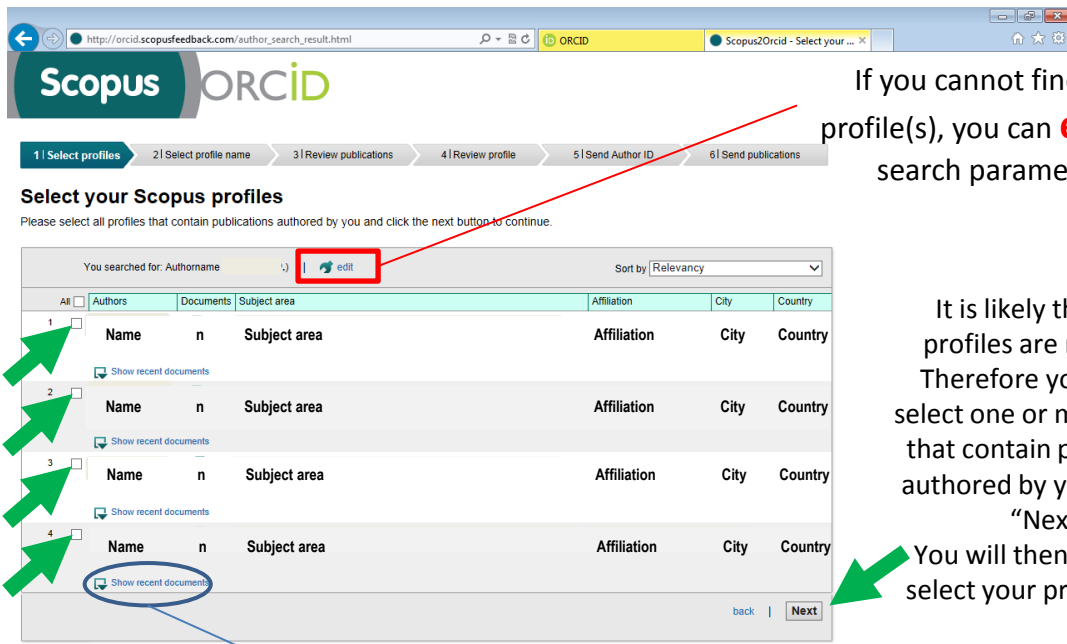 http://orcid.scopusfeedback.com/author_search_result.html
ORCID
Scopus2Orcid - Select your ...
Scopus ORCID
1 | Select profiles 2 | Select profile name 3 | Review publications 4 | Review profile 5 | Send Author ID 6 | Send publications
Select your Scopus profiles
Please select all profiles that contain publications authored by you and click the next button to continue.
You searched for: Authorname ,) | edit Sort by Relevancy
All Authors Documents Subject area Affiliation City Country
1 Name n Subject area Affiliation City Country
Show recent documents
2 Name n Subject area Affiliation City Country
Show recent documents
3 Name n Subject area Affiliation City Country
Show recent documents
4 Name n Subject area Affiliation City Country
Show recent documents
back | Next
If you cannot
profile(s), you can
search
It is likely
profiles are
Therefore
select one or
that contain
authored by
You will then
select your